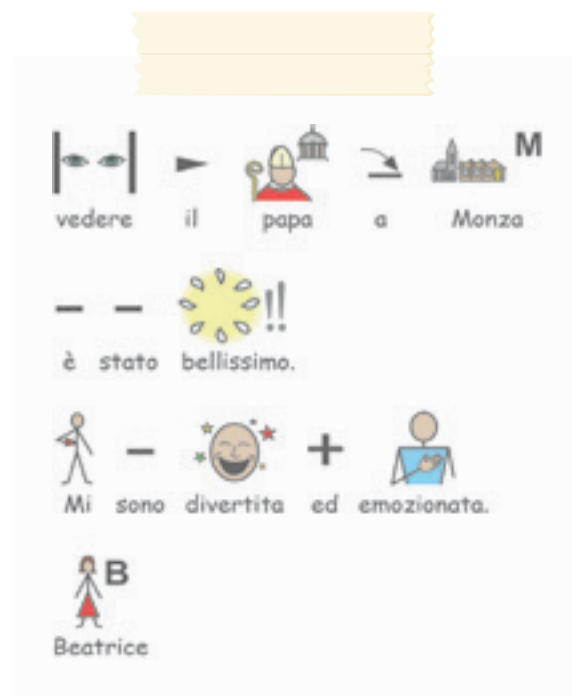 M
vedere il papa a Monza
!!
è stato bellissimo.
Mi sono divertita ed emozionata.
B
Beatrice